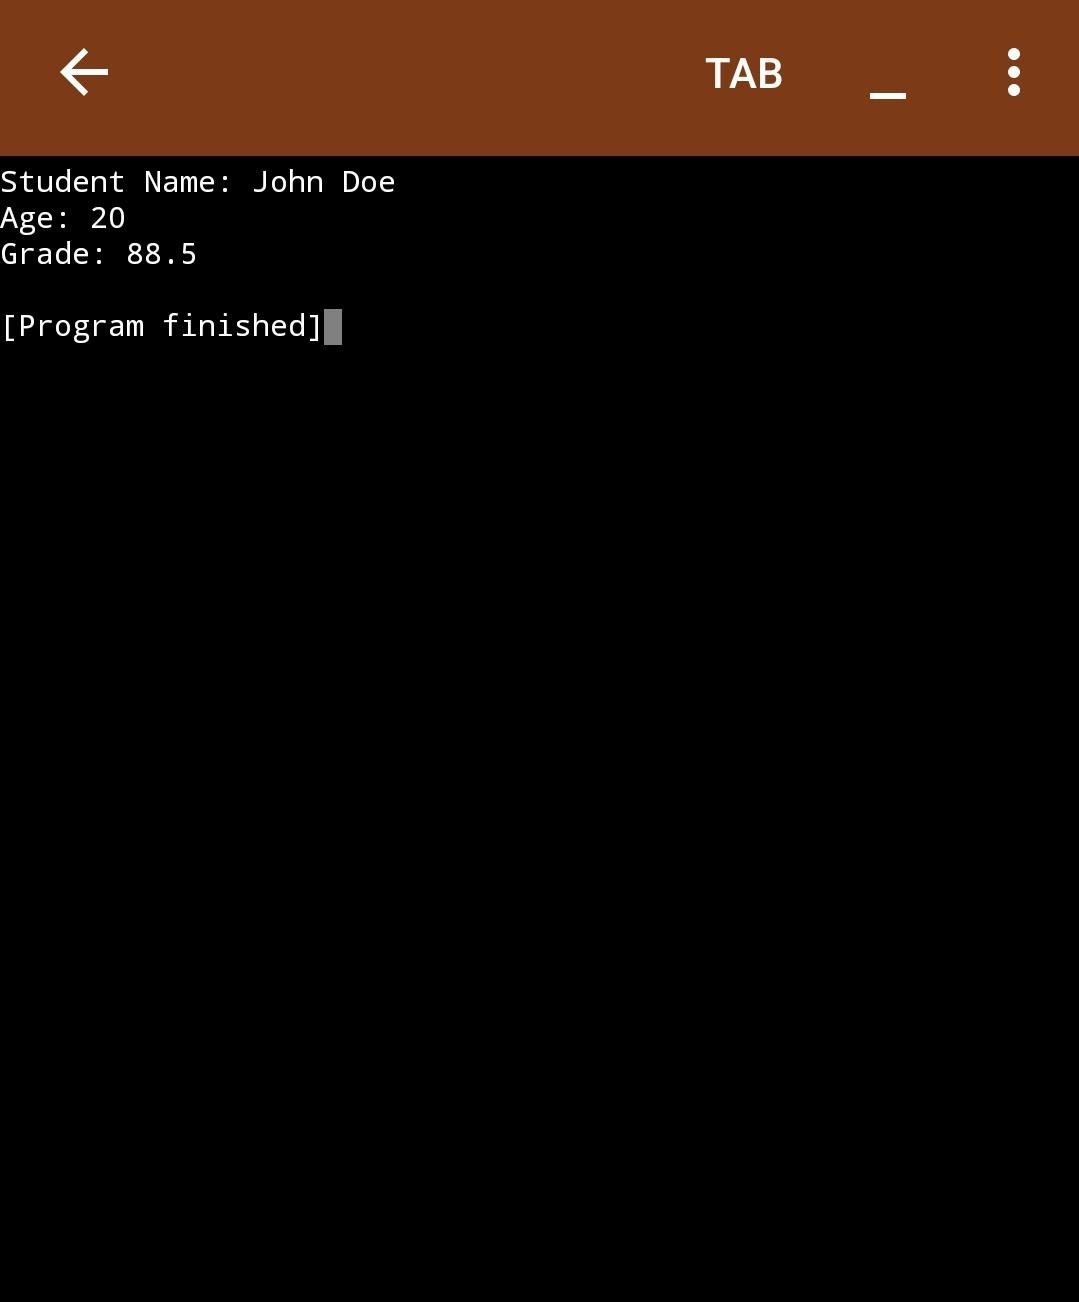 TAB _
Student Name: John Doe
Age: 20
Grade: 88.5
[Program finished]